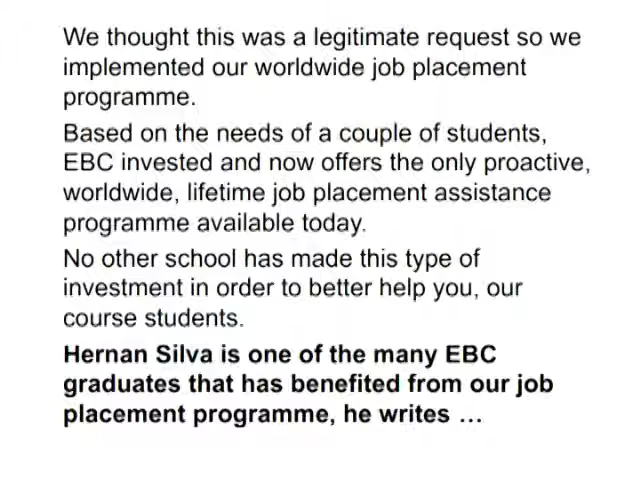 We thought this was a legitimate request so we
implemented our worldwide job placement
programme.
Based on the needs of a couple of students,
EBC invested and now offers the only proactive,
worldwide, lifetime job placement assistance
programme available today.
No other school has made this type of
investment in order to better help you, our
course students.
Hernan Silva is one of the many EBC
graduates that has benefited from our job
placement programme, he writes …